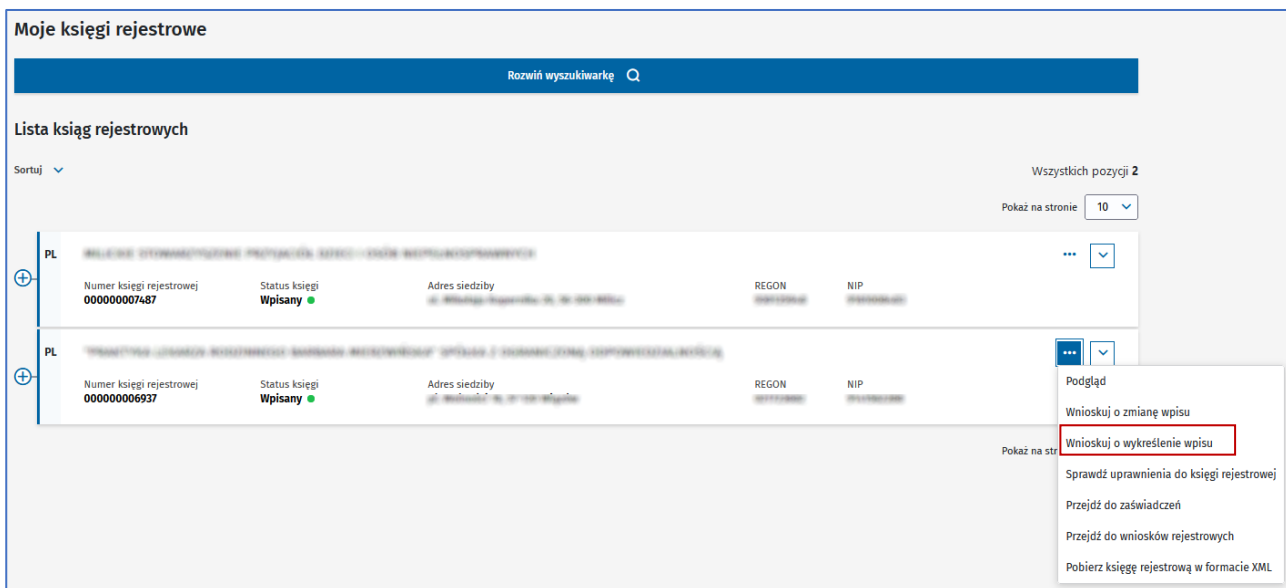 Moje księgi rejestrowe
Rozwiń wyszukiwarkę
Lista ksiąg rejestrowych
Sortuj
Wszystkich pozycji 2
Pokaż na stronie 10
PL
Numer księgi rejestrowej Status księgi Adres siedziby REGON NIP
000000007487 Wpisany
PL
Numer księgi rejestrowej Status księgi Adres siedziby REGON NIP
000000006937 Wpisany
Podgląd
Wnioskuj o zmianę wpisu
Wnioskuj o wykreślenie wpisu
Pokaż na str
Sprawdź uprawnienia do księgi rejestrowej
Przejdź do zaświadczeń
Przejdź do wniosków rejestrowych
Pobierz księgę rejestrową w formacie XML